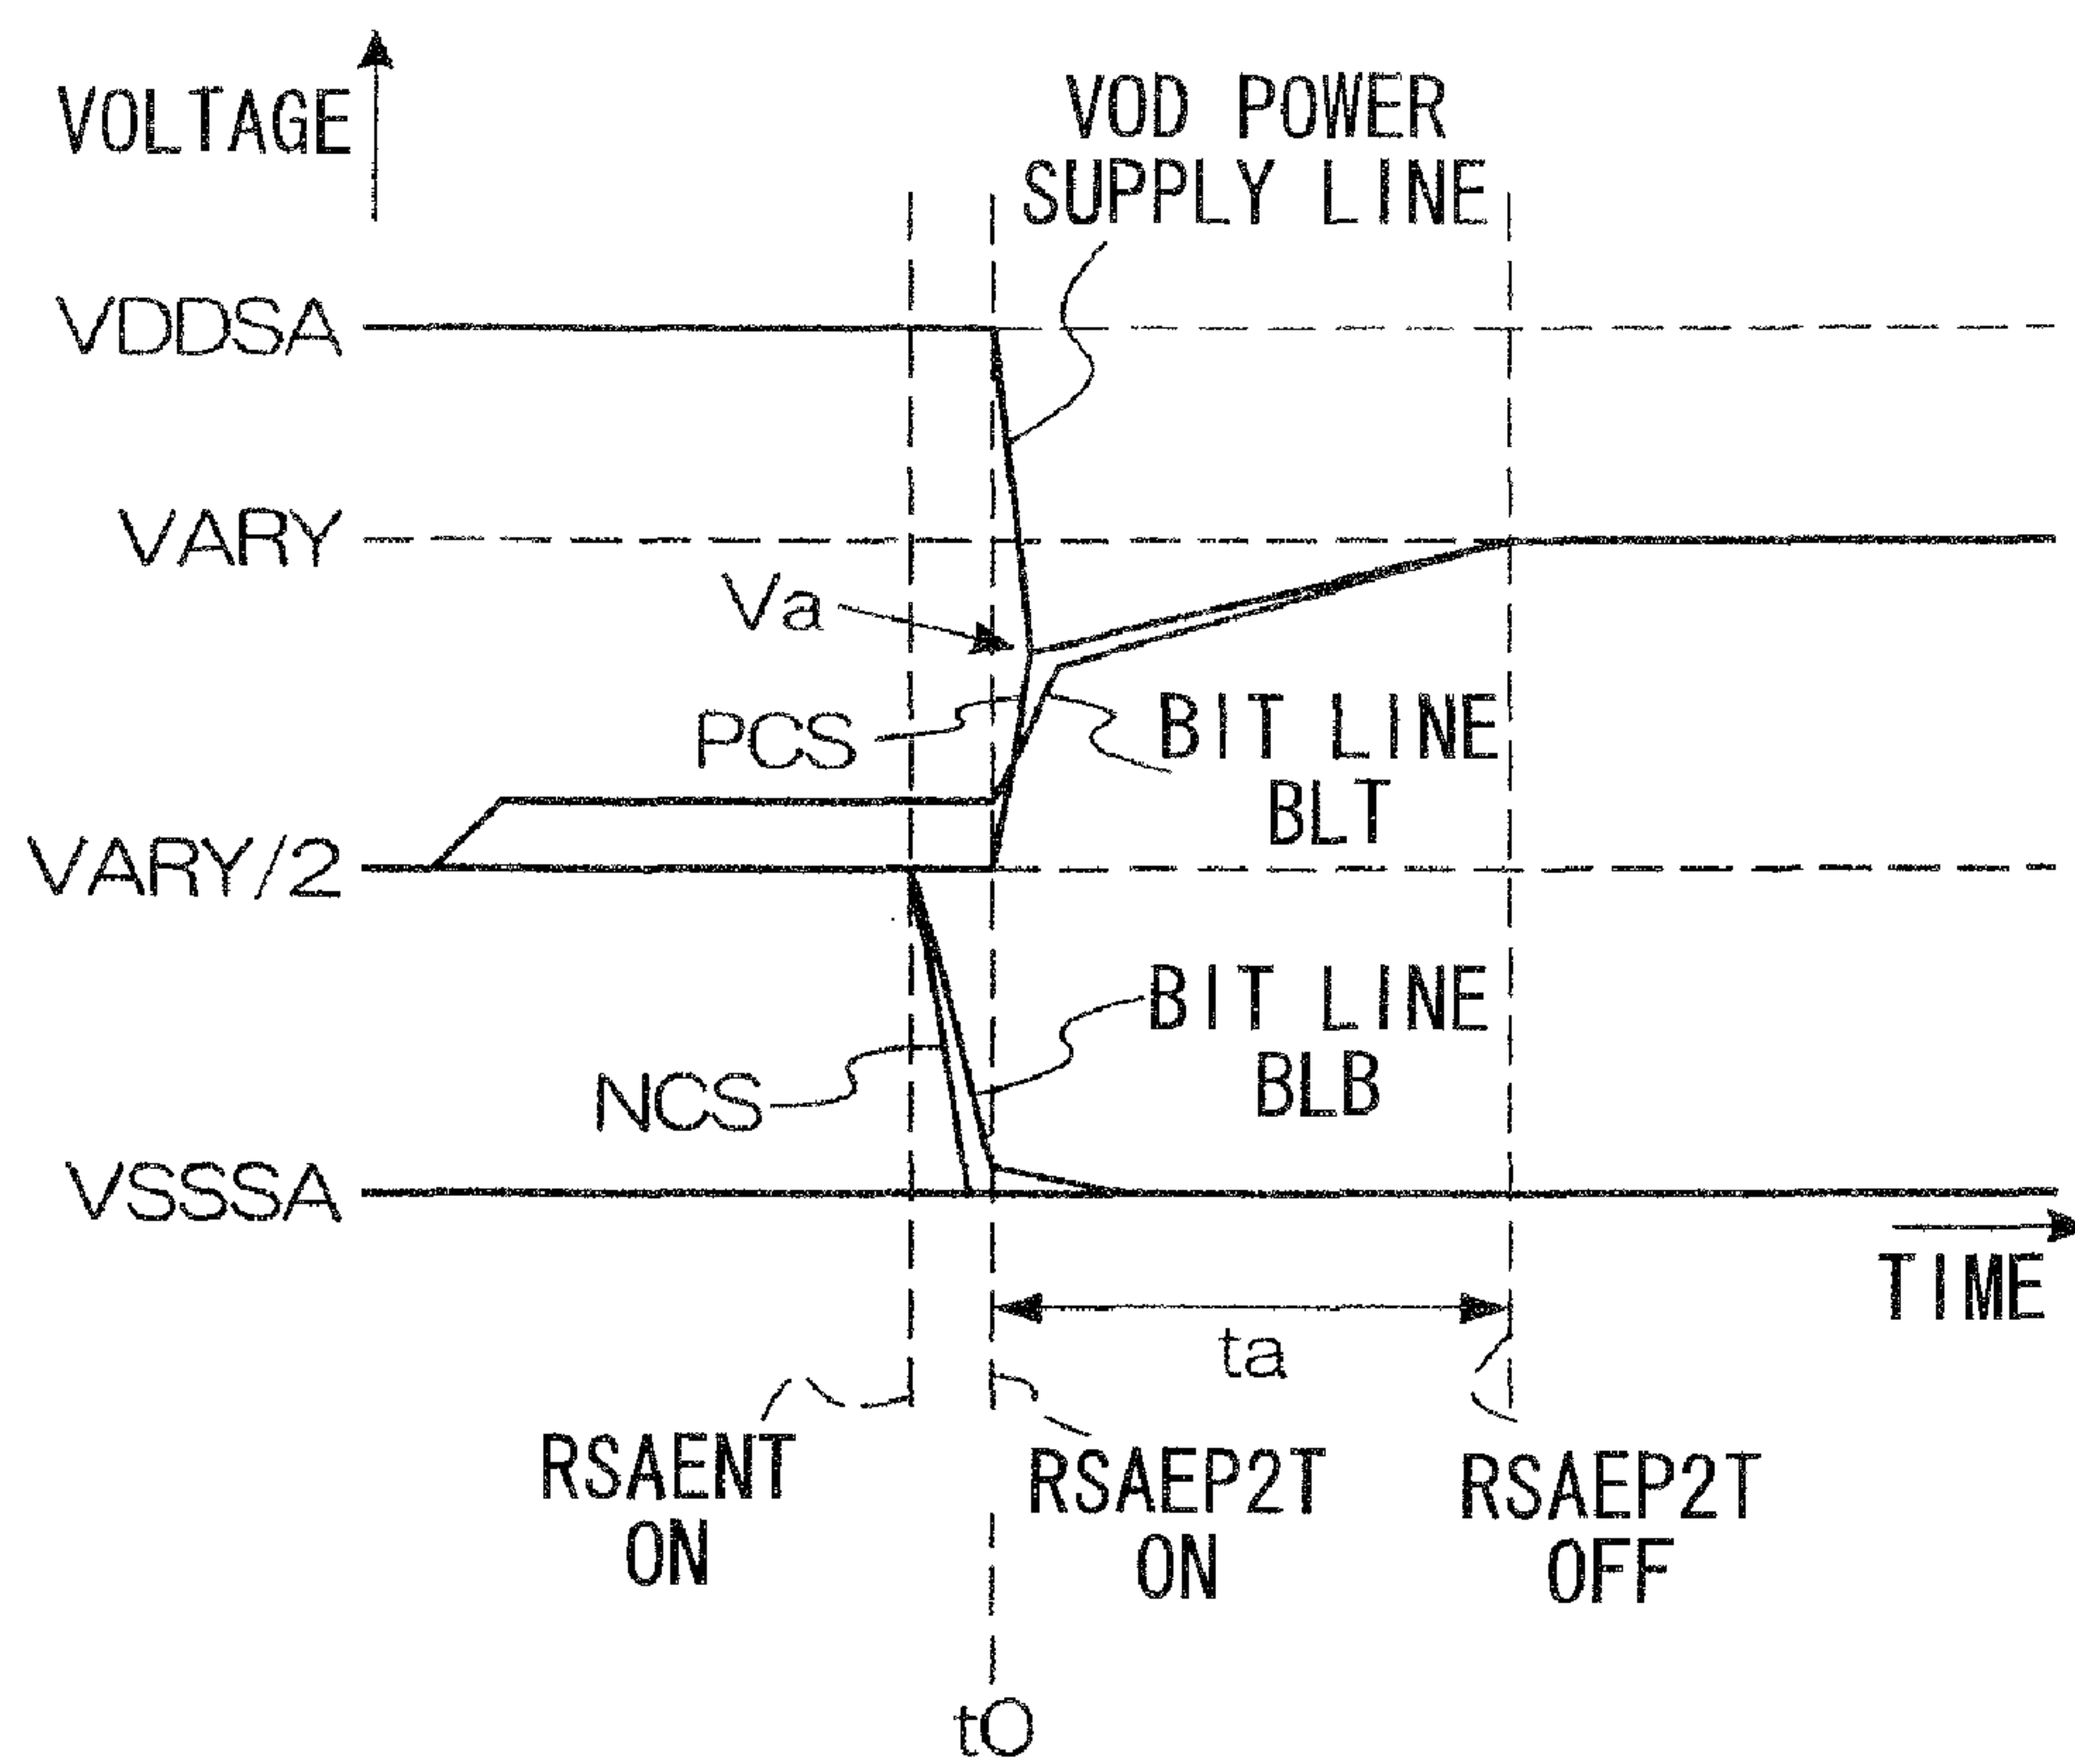 VOLTAGE
VOD POWER
SUPPLY LINE
VDDSA
VARY
Va
PCS
BIT LINE
BLT
VARY/2
BIT LINE
BLB
NCS
VSSSA
TIME
ta
RSAENT
ON
RSAEP2T
ON
RSAEP2T
OFF
t0